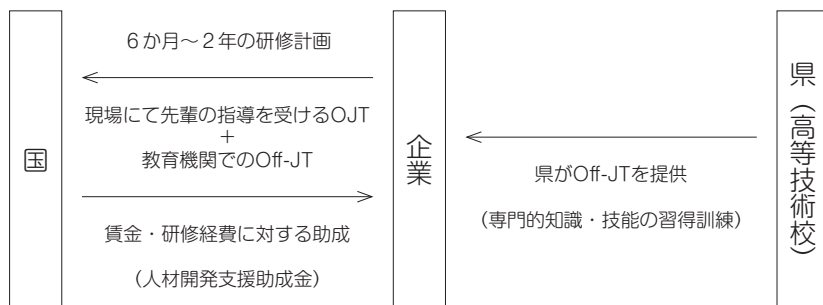 国
６か月～２年の研修計画
現場にて先輩の指導を受けるOJT
＋
教育機関でのOff-JT
賃金・研修経費に対する助成
（人材開発支援助成金）
企業
県がOff-JTを提供
（専門的知識・技能の習得訓練）
県（高等技術校）